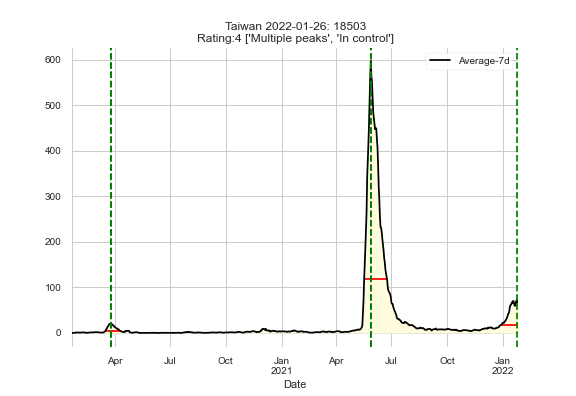 Taiwan 2022-01-26: 18503
Rating:4 ['Multiple peaks', 'In control']
Average-7d
600
500
400
300
200
100
0
Apr Jul Oct Jan Apr Jul Oct Jan
2021 2022
Date